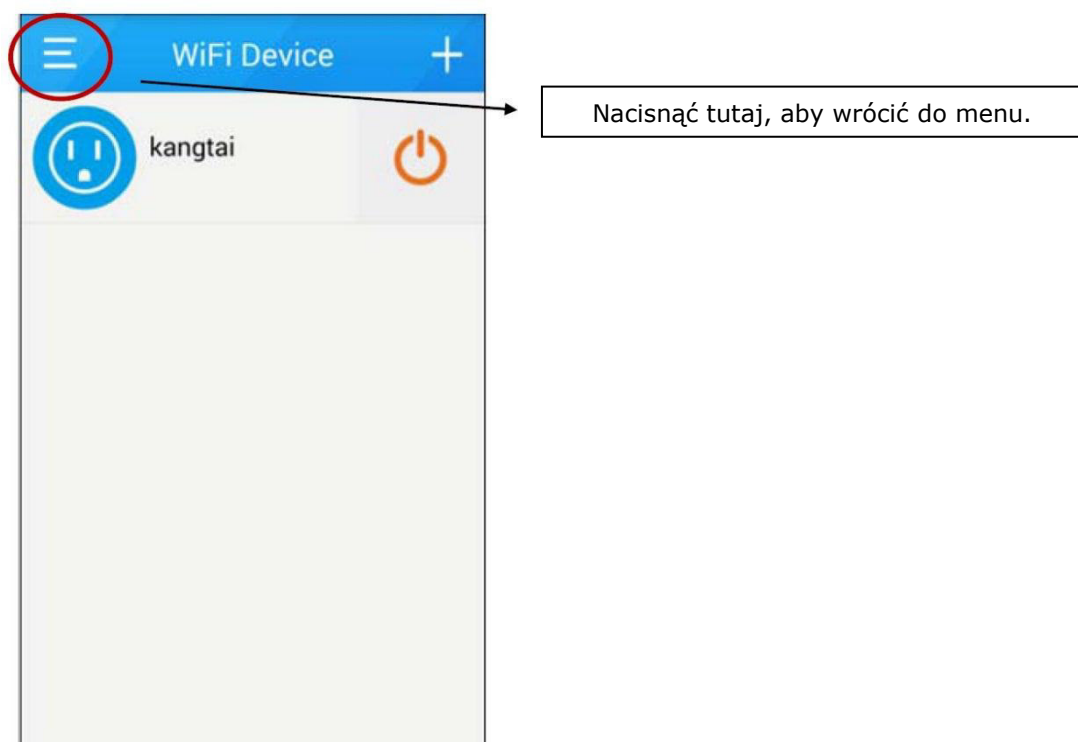 WiFi Device
Nacisnąć tutaj, aby wrócić do menu.
kangtai